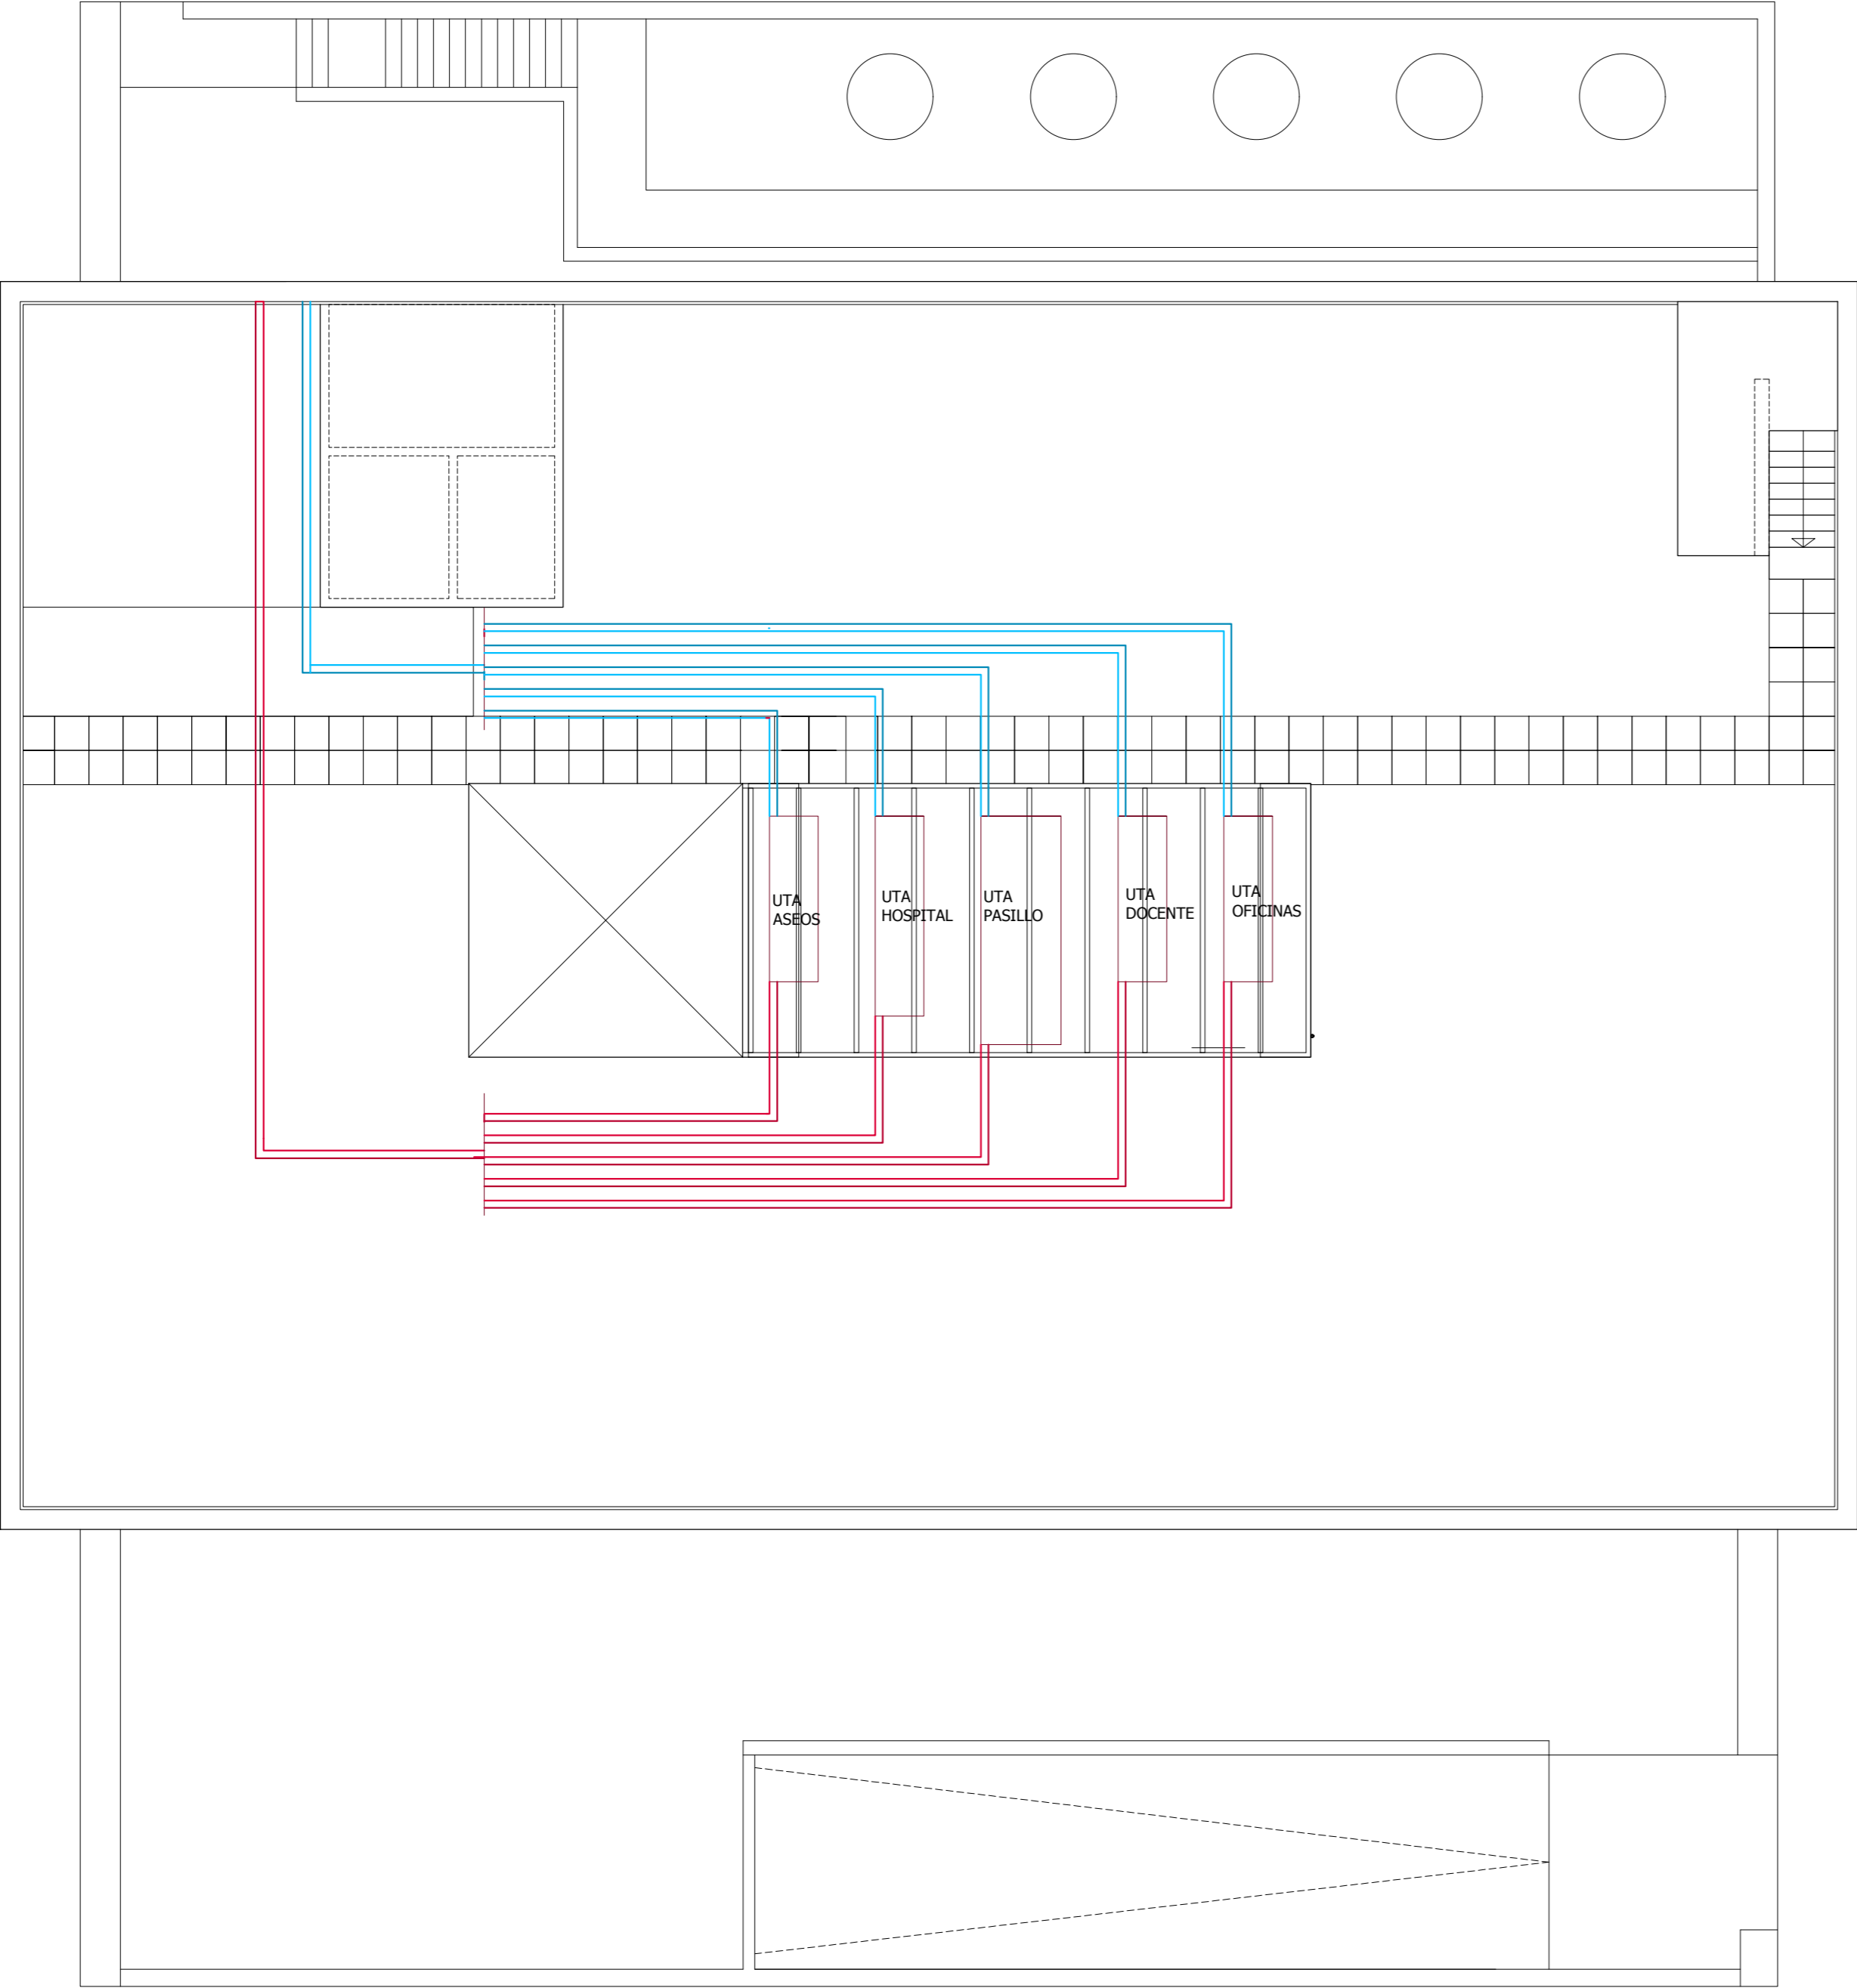 UTA
ASEOS
UTA
HOSPITAL
UTA
PASILLO
UTA
DOCENTE
UTA
OFICINAS